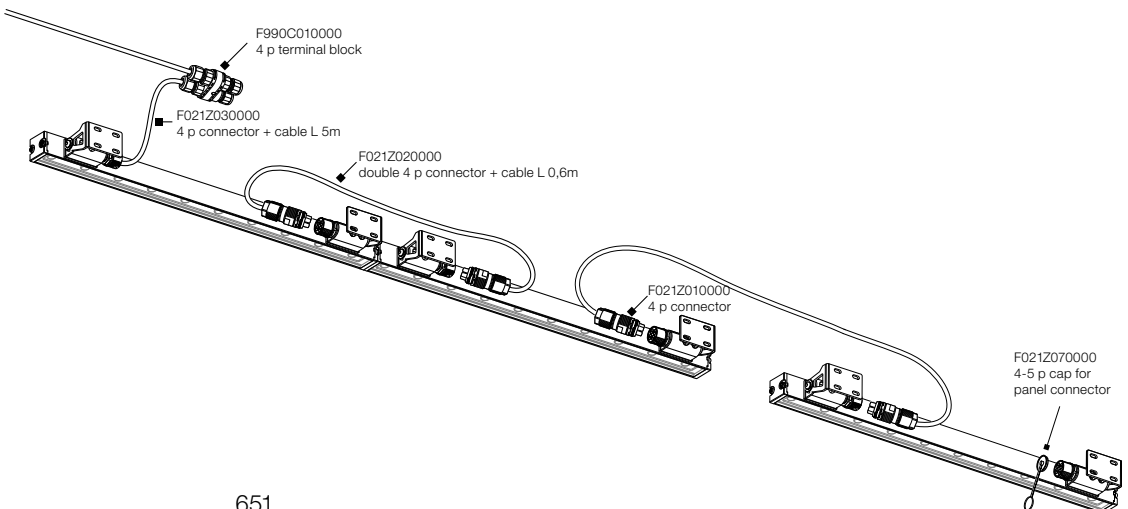 F990C010000
4 p terminal block
F021Z030000
4 p connector + cable L 5m
F021Z020000
double 4 p connector + cable L 0,6m
F021Z010000
4 p connector
F021Z070000
4-5 p cap for
panel connector
651